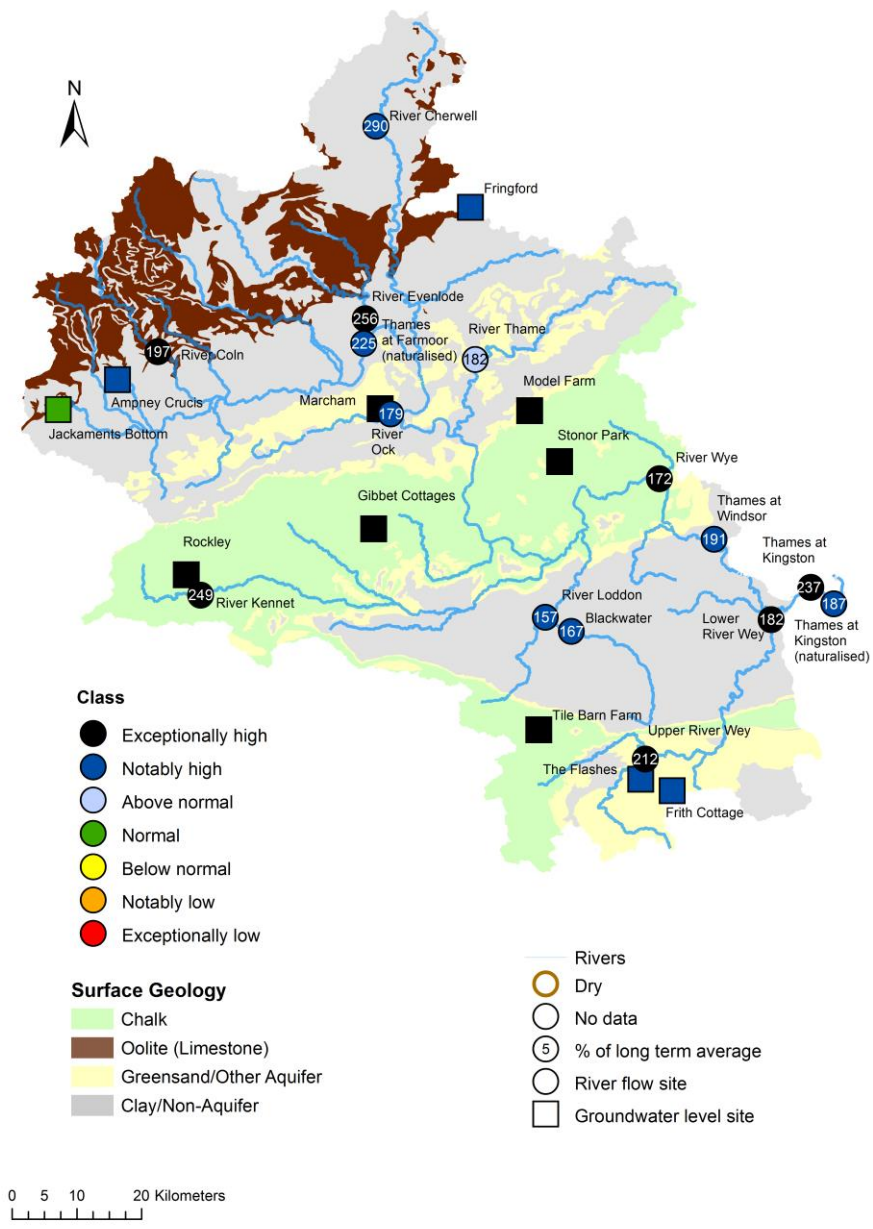 N
290
River Cherwell
Fringford
River Evenlode
256
Thames
at Farmoor
(naturalised)
225
River Thame
182
197
River Coln
Ampney Crucis
Jackaments Bottom
Marcham
179
River
Ock
Model Farm
Stonor Park
River Wye
172
Gibbet Cottages
Thames at
Windsor
191
Rockley
249
River Kennet
Thames at
Kingston
237
187
Thames at
Kingston
(naturalised)
River Loddon
157
Blackwater
167
Lower
River Wey
182
Tile Barn Farm
Upper River Wey
212
The Flashes
Frith Cottage
Class
Exceptionally high
Notably high
Above normal
Normal
Below normal
Notably low
Exceptionally low
Surface Geology
Chalk
Oolite (Limestone)
Greensand/Other Aquifer
Clay/Non-Aquifer
Rivers
Dry
No data
5 % of long term average
River flow site
Groundwater level site
0 5 10 20 Kilometers